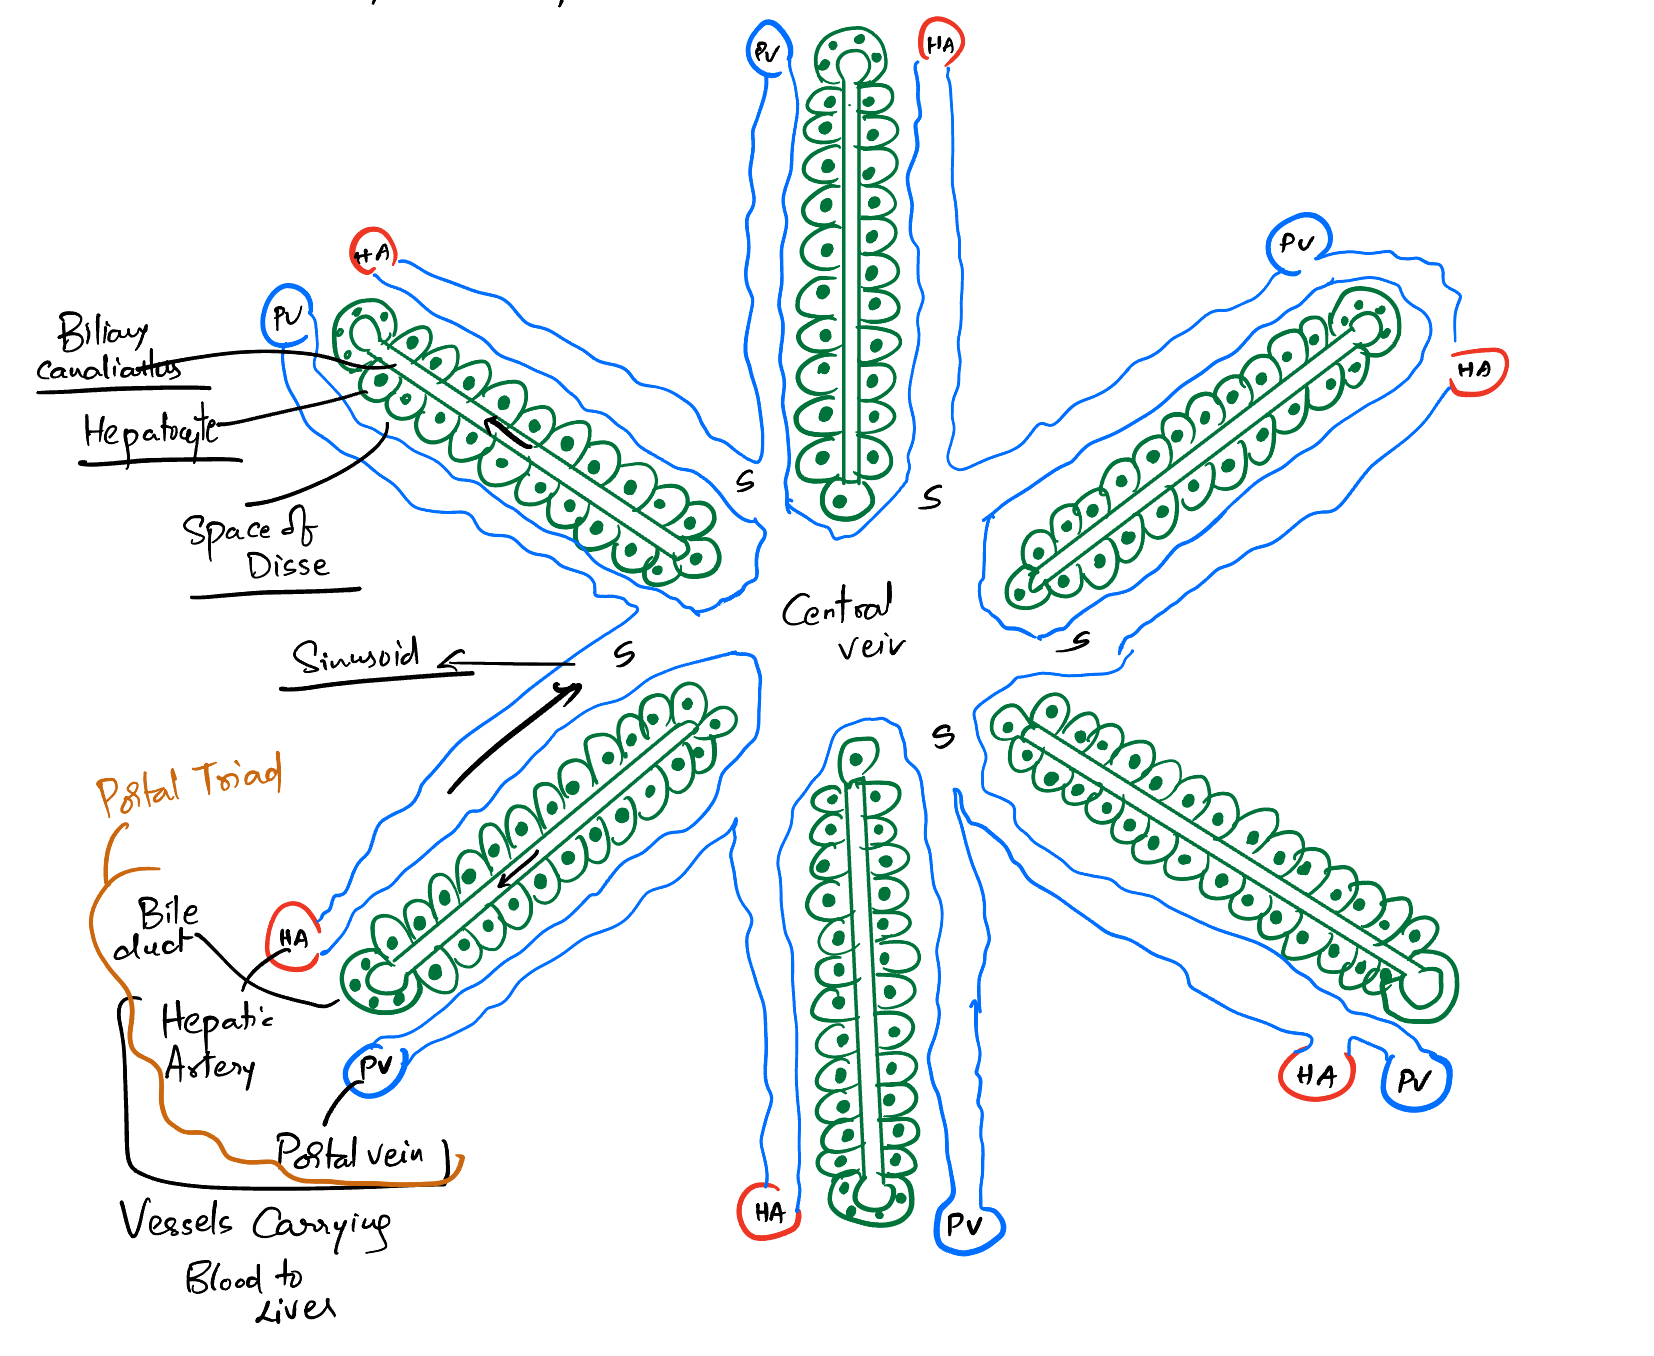 PV
HA
HA
PV
PV
HA
Biliary
Hepatocyte
Space of
Disse
S
S
Central
vein
Sinusoid
S
S
S
Portal Triad
Bile
duct
HA
Hepatic
Artery
PV
Portal vein
HA
PV
HA
PV
Vessels Carrying
Blood to
Liver